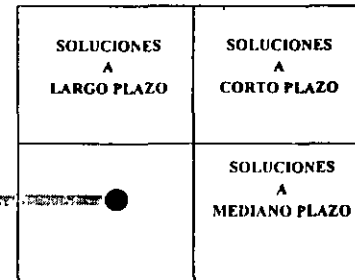 SOLUCIONES
A
LARGO PLAZO
SOLUCIONES
A
CORTO PLAZO
SOLUCIONES
A
MEDIANO PLAZO